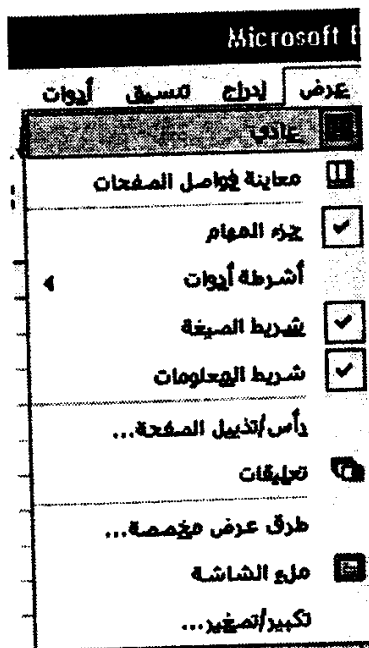 Microsoft E
عرض إدراج تنسيق أدوات
عادي
معاينة فواصل الصفحات
جزء المهام
أشرطة أدوات
شريط الصيغة
شريط المعلومات
رأس/تذييل الصفحة...
تعليقات
طرق عرض مخصصة...
ملء الشاشة
تكبير/تصغير...